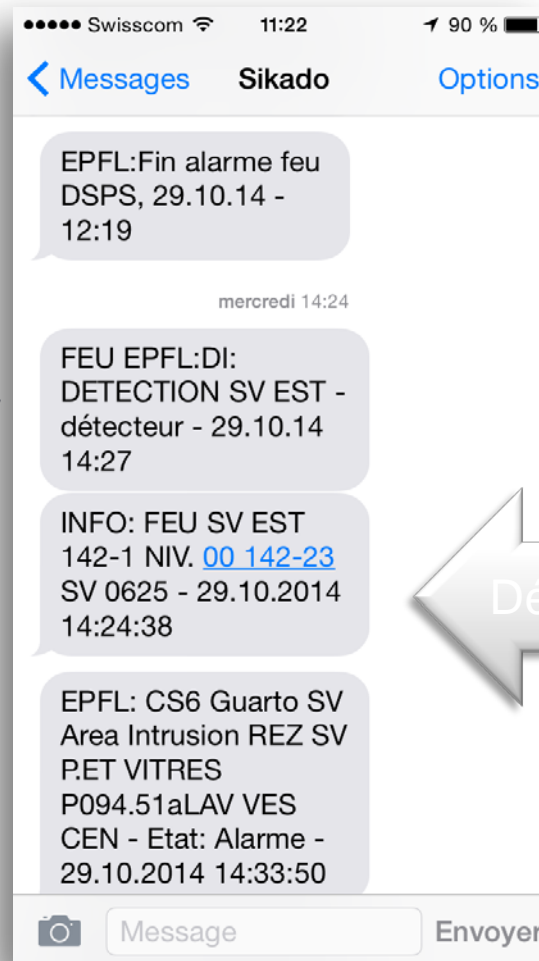 Swisscom 11:22 90 %
Messages Sikado Options
EPFL:Fin alarme feu
DSPS, 29.10.14 -
12:19
mercredi 14:24
FEU EPFL:DI:
DETECTION SV EST -
détecteur - 29.10.14
14:27
INFO: FEU SV EST
142-1 NIV. 00 142-23
SV 0625 - 29.10.2014
14:24:38
Dé
EPFL: CS6 Guarto SV
Area Intrusion REZ SV
P.ET VITRES
P094.51aLAV VES
CEN - Etat: Alarme -
29.10.2014 14:33:50
Message Envoyer